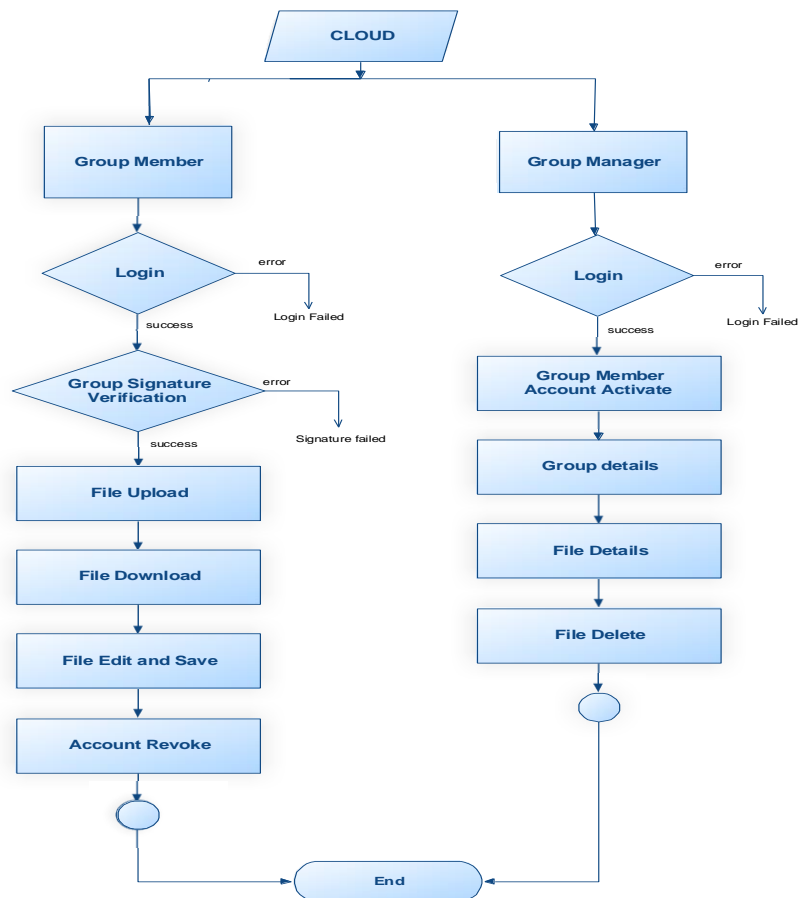 CLOUD
Group Member
Group Manager
Login
error
Login Failed
success
Login
error
Login Failed
success
Group Signature
Verification
error
Signature failed
success
Group Member
Account Activate
File Upload
Group details
File Download
File Details
File Edit and Save
File Delete
Account Revoke
End